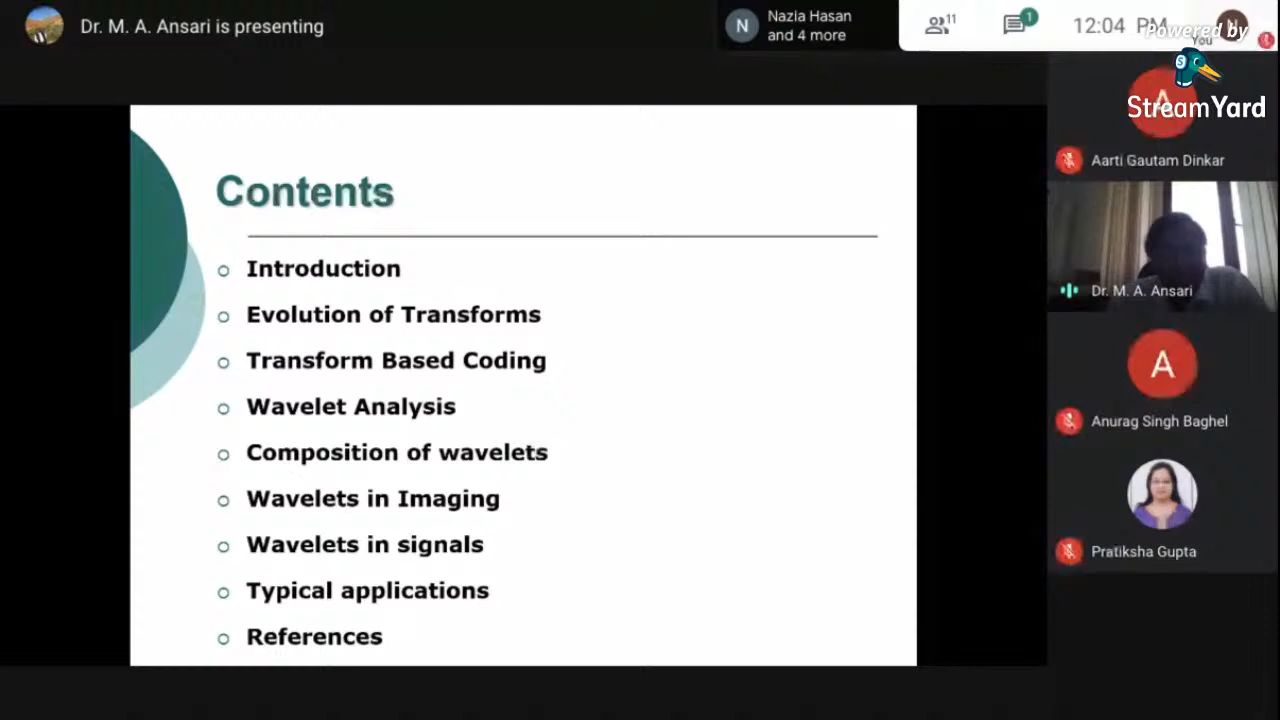 Dr. M. A. Ansari is presenting
N
Nazia Hasan
and 4 more
11
1
12:04 PM
You
Powered by
StreamYard
A
Aarti Gautam Dinkar
Dr. M. A. Ansari
A
Anurag Singh Baghel
Pratiksha Gupta
Contents
Introduction
Evolution of Transforms
Transform Based Coding
Wavelet Analysis
Composition of wavelets
Wavelets in Imaging
Wavelets in signals
Typical applications
References